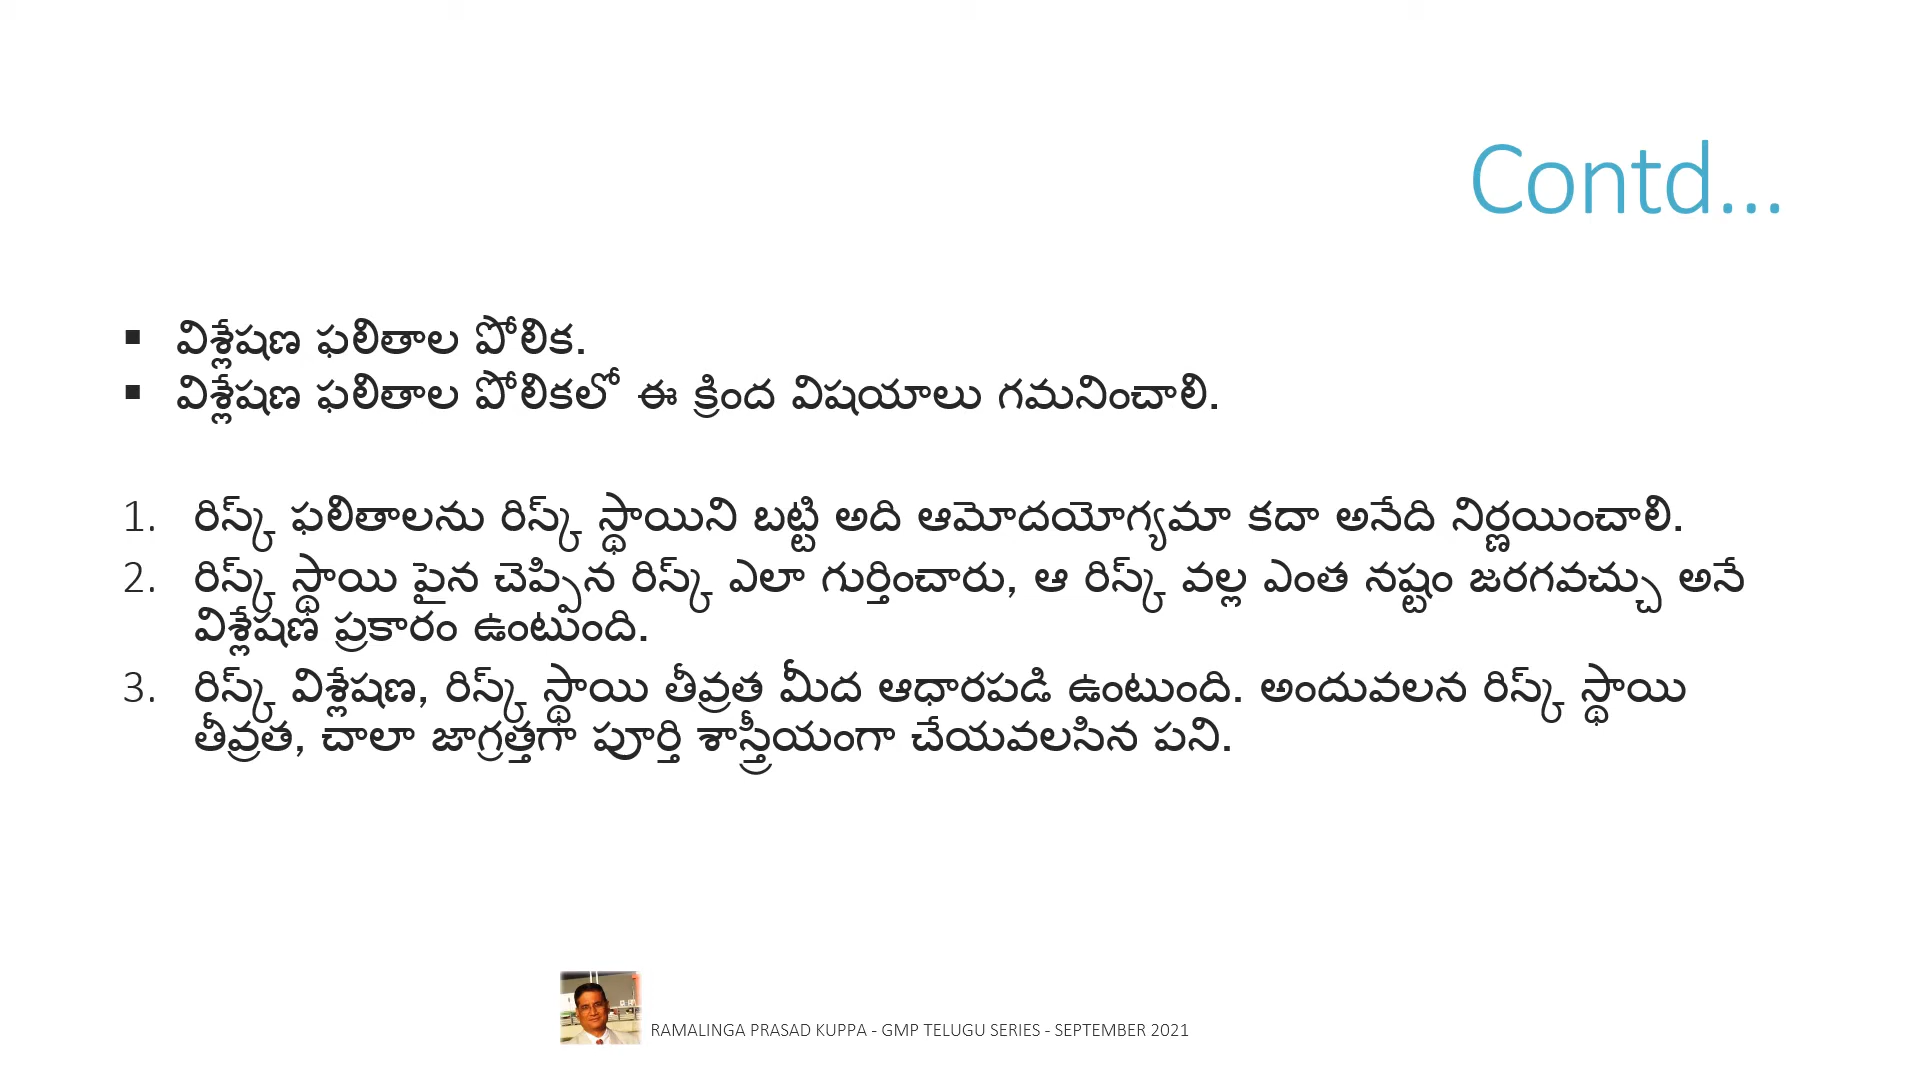 Contd...
▪ విశ్లేషణ ఫలితాల పోలిక.
▪ విశ్లేషణ ఫలితాల పోలికలో ఈ క్రింద విషయాలు గమనించాలి.
1. రిస్క్ ఫలితాలను రిస్క్ స్థాయిని బట్టి అది ఆమోదయోగ్యమా కదా అనేది నిర్ణయించాలి.
2. రిస్క్ స్థాయి పైన చెప్పిన రిస్క్ ఎలా గుర్తించారు, ఆ రిస్క్ వల్ల ఎంత నష్టం జరగవచ్చు అనే
విశ్లేషణ ప్రకారం ఉంటుంది.
3. రిస్క్ విశ్లేషణ, రిస్క్ స్థాయి తీవ్రత మీద ఆధారపడి ఉంటుంది. అందువలన రిస్క్ స్థాయి
తీవ్రత, చాలా జాగ్రత్తగా పూర్తి శాస్త్రీయంగా చేయవలసిన పని.
RAMALINGA PRASAD KUPPA - GMP TELUGU SERIES - SEPTEMBER 2021